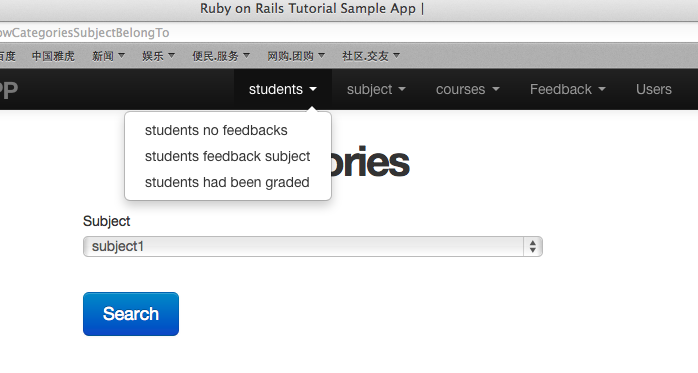 Ruby on Rails Tutorial Sample App |
owCategoriesSubjectBelongTo
百度 中国雅虎 新闻 娱乐 便民.服务 网购.团购 社区.交友
PP students subject courses Feedback Users
students no feedbacks
students feedback subject
students had been graded
ories
Subject
subject1
Search